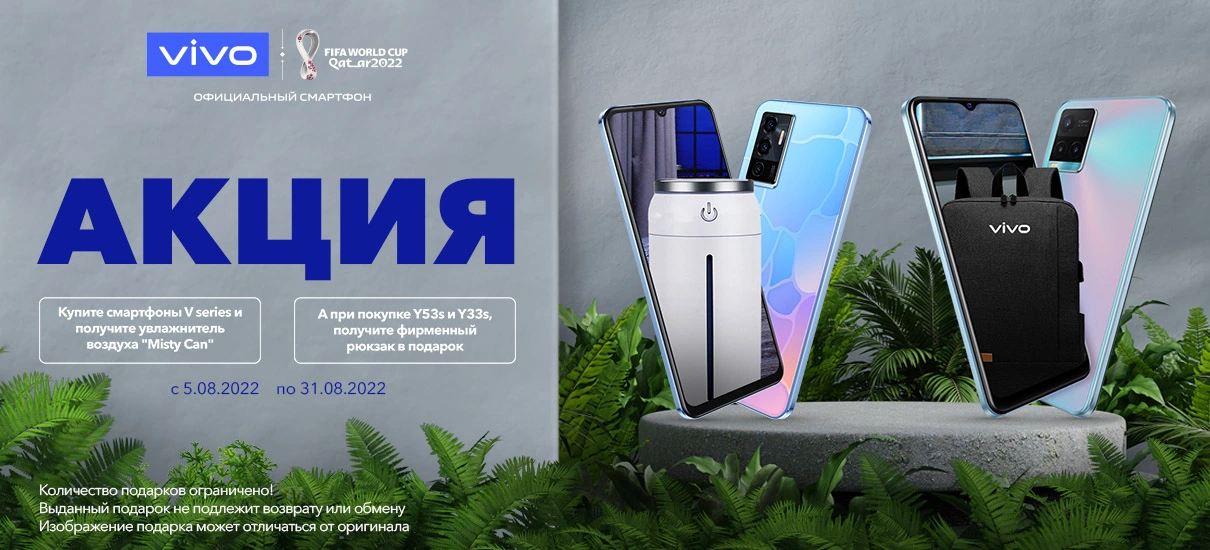 vivo
FIFA WORLD CUP
Qatar2022
ОФИЦИАЛЬНЫЙ СМАРТФОН
АКЦИЯ
Купите смартфоны V series и
получите увлажнитель
воздуха "Misty Can"
А при покупке Y53s и Y33s,
получите фирменный
рюкзак в подарок
с 5.08.2022 по 31.08.2022
vivo
Количество подарков ограничено!
Выданный подарок не подлежит возврату или обмену
Изображение подарка может отличаться от оригинала